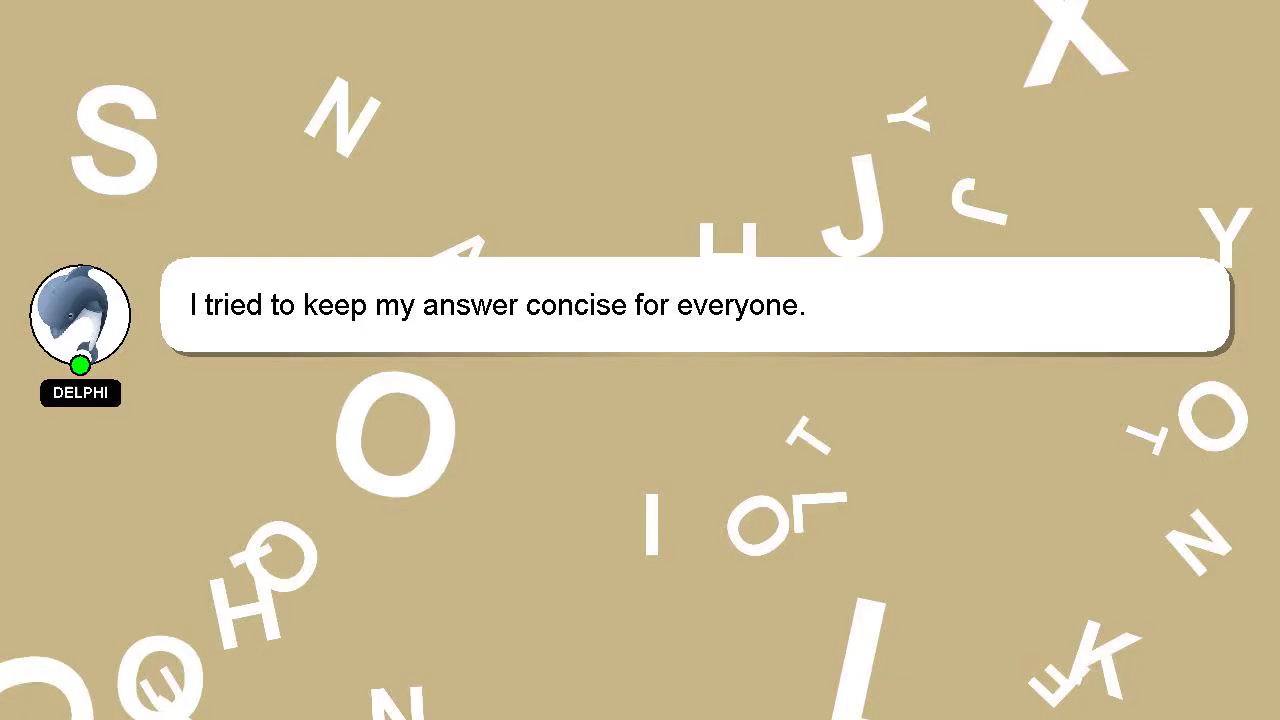 S
N
X
Y
J
J
H
A
Y
I tried to keep my answer concise for everyone.
DELPHI
O
T
T
O
I
O
L
N
O
T
H
I
K
E
O
E
O
N